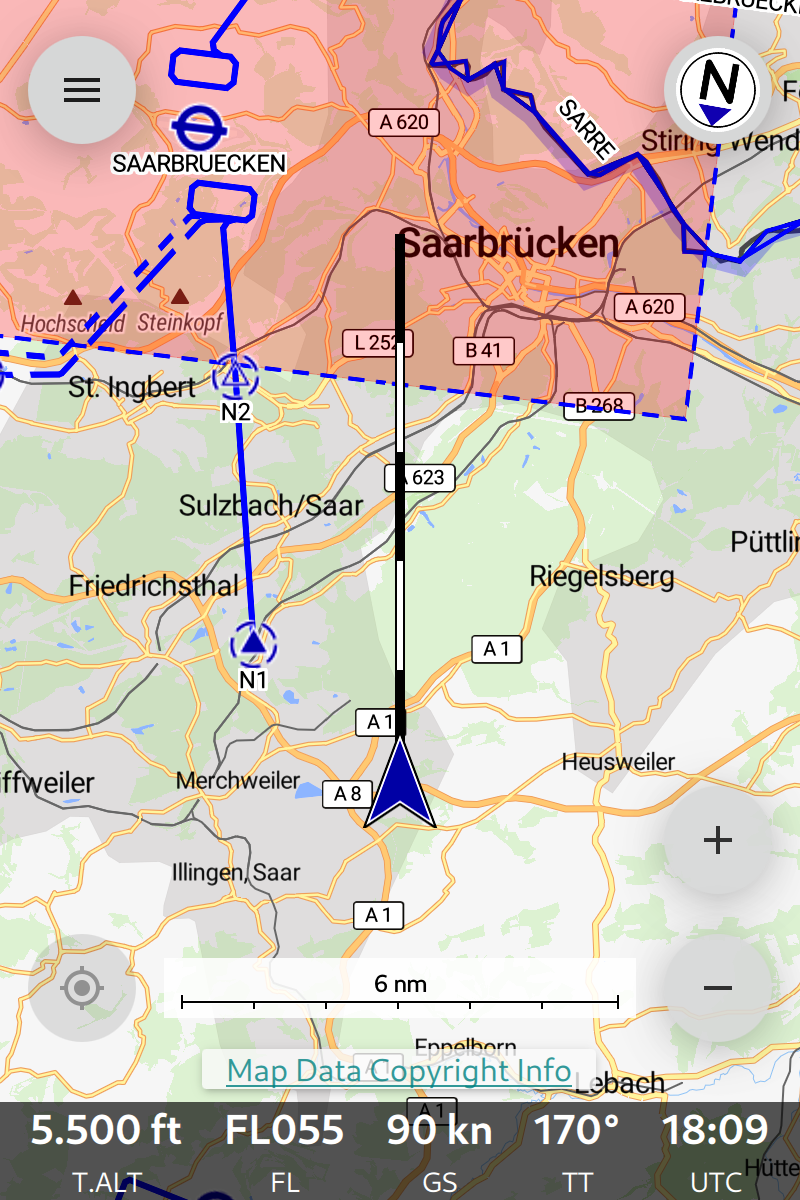 N
A 620
SARRE
Stiring Wend
SAARBRUECKEN
Saarbrücken
A 620
Hochscheid
Steinkopf
L 252
B 41
St. Ingbert
B 268
N2
A 623
Sulzbach/Saar
Püttlin
Friedrichsthal
Riegelsberg
A 1
N1
A 1
Heusweiler
iffweiler
Merchweiler
A 8
Illingen, Saar
A 1
6 nm
Eppelborn
A 1
Map Data Copyright Info
Lebach
A 1
5.500 ft FL055 90 kn 170° 18:09
T.ALT FL GS TT UTC
Hütte